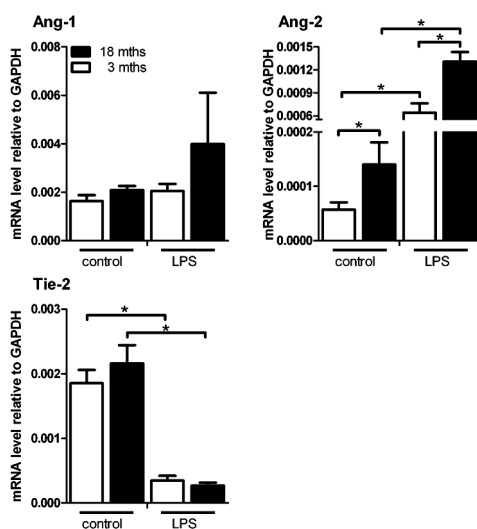 Ang-1
mRNA level relative to GAPDH
0.008
0.006
0.004
0.002
0.000
18 mths
3 mths
control
LPS
Ang-2
mRNA level relative to GAPDH
0.0015
0.0012
0.0009
0.0006
0.0002
0.0001
0.0000
*
*
*
*
control
LPS
Tie-2
mRNA level relative to GAPDH
0.003
0.002
0.001
0.000
*
*
control
LPS